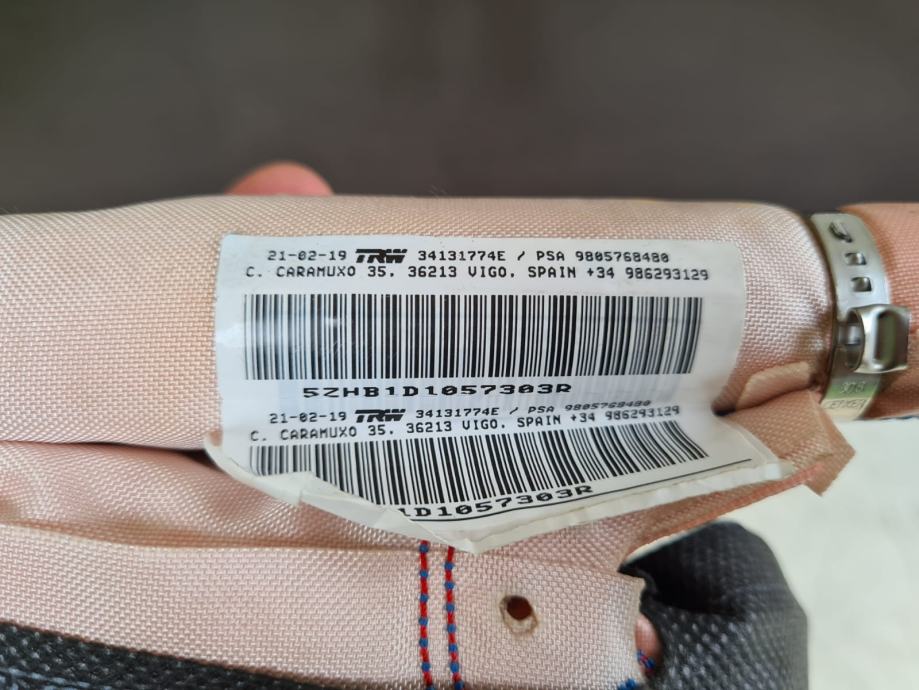 21-02-19 TRW 34131774E / PSA 9805768480
C. CARAMUXO 35. 36213 VIGO. SPAIN +34 986293129
5ZHB1D1057303R
21-02-19 TRW 34131774E / PSA 9805768480
C. CARAMUXO 35. 36213 VIGO. SPAIN +34 986293129
1D1057303R